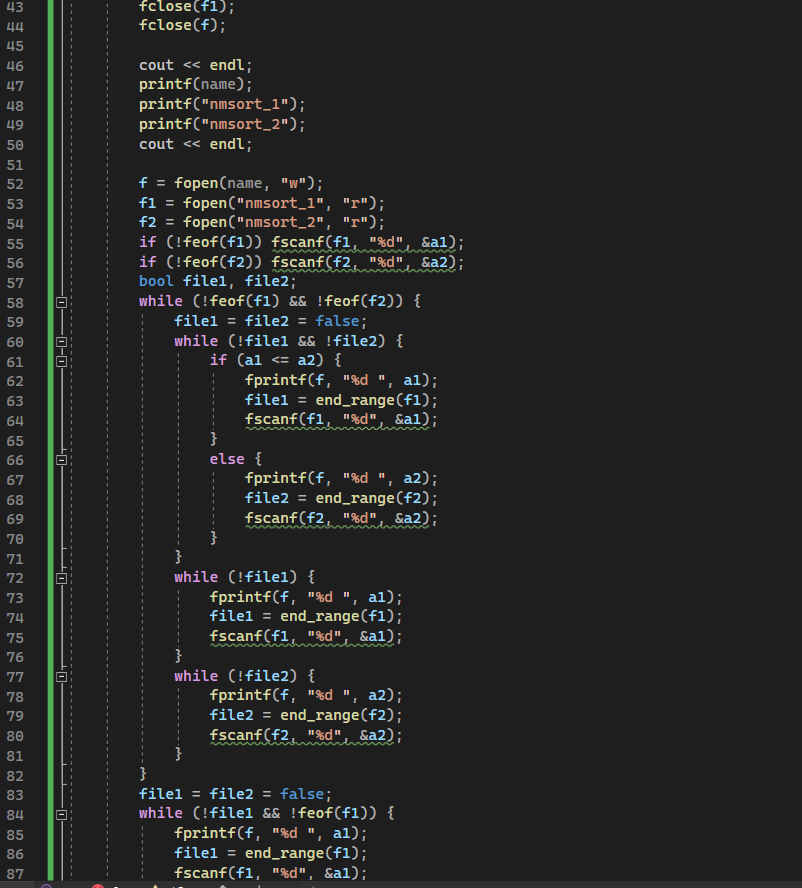 43 fclose(f1);
44 fclose(f);
45
46 cout << endl;
47 printf(name);
48 printf("nmsort_1");
49 printf("nmsort_2");
50 cout << endl;
51
52 f = fopen(name, "w");
53 f1 = fopen("nmsort_1", "r");
54 f2 = fopen("nmsort_2", "r");
55 if (!feof(f1)) fscanf(f1, "%d", &a1);
56 if (!feof(f2)) fscanf(f2, "%d", &a2);
57 bool file1, file2;
58 while (!feof(f1) && !feof(f2)) {
59 file1 = file2 = false;
60 while (!file1 && !file2) {
61 if (a1 <= a2) {
62 fprintf(f, "%d ", a1);
63 file1 = end_range(f1);
64 fscanf(f1, "%d", &a1);
65 }
66 else {
67 fprintf(f, "%d ", a2);
68 file2 = end_range(f2);
69 fscanf(f2, "%d", &a2);
70 }
71 }
72 while (!file1) {
73 fprintf(f, "%d ", a1);
74 file1 = end_range(f1);
75 fscanf(f1, "%d", &a1);
76 }
77 while (!file2) {
78 fprintf(f, "%d ", a2);
79 file2 = end_range(f2);
80 fscanf(f2, "%d", &a2);
81 }
82 }
83 file1 = file2 = false;
84 while (!file1 && !feof(f1)) {
85 fprintf(f, "%d ", a1);
86 file1 = end_range(f1);
87 fscanf(f1, "%d", &a1);